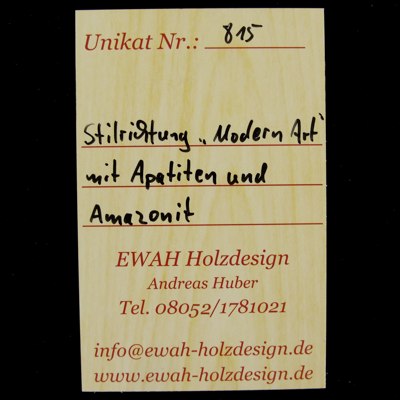 Unikat Nr.: 815
Stilrichtung „Modern Art"
mit Apatiten und
Amazonit
EWAH Holzdesign
Andreas Huber
Tel. 08052/1781021
info@ewah-holzdesign.de
www.ewah-holzdesign.de